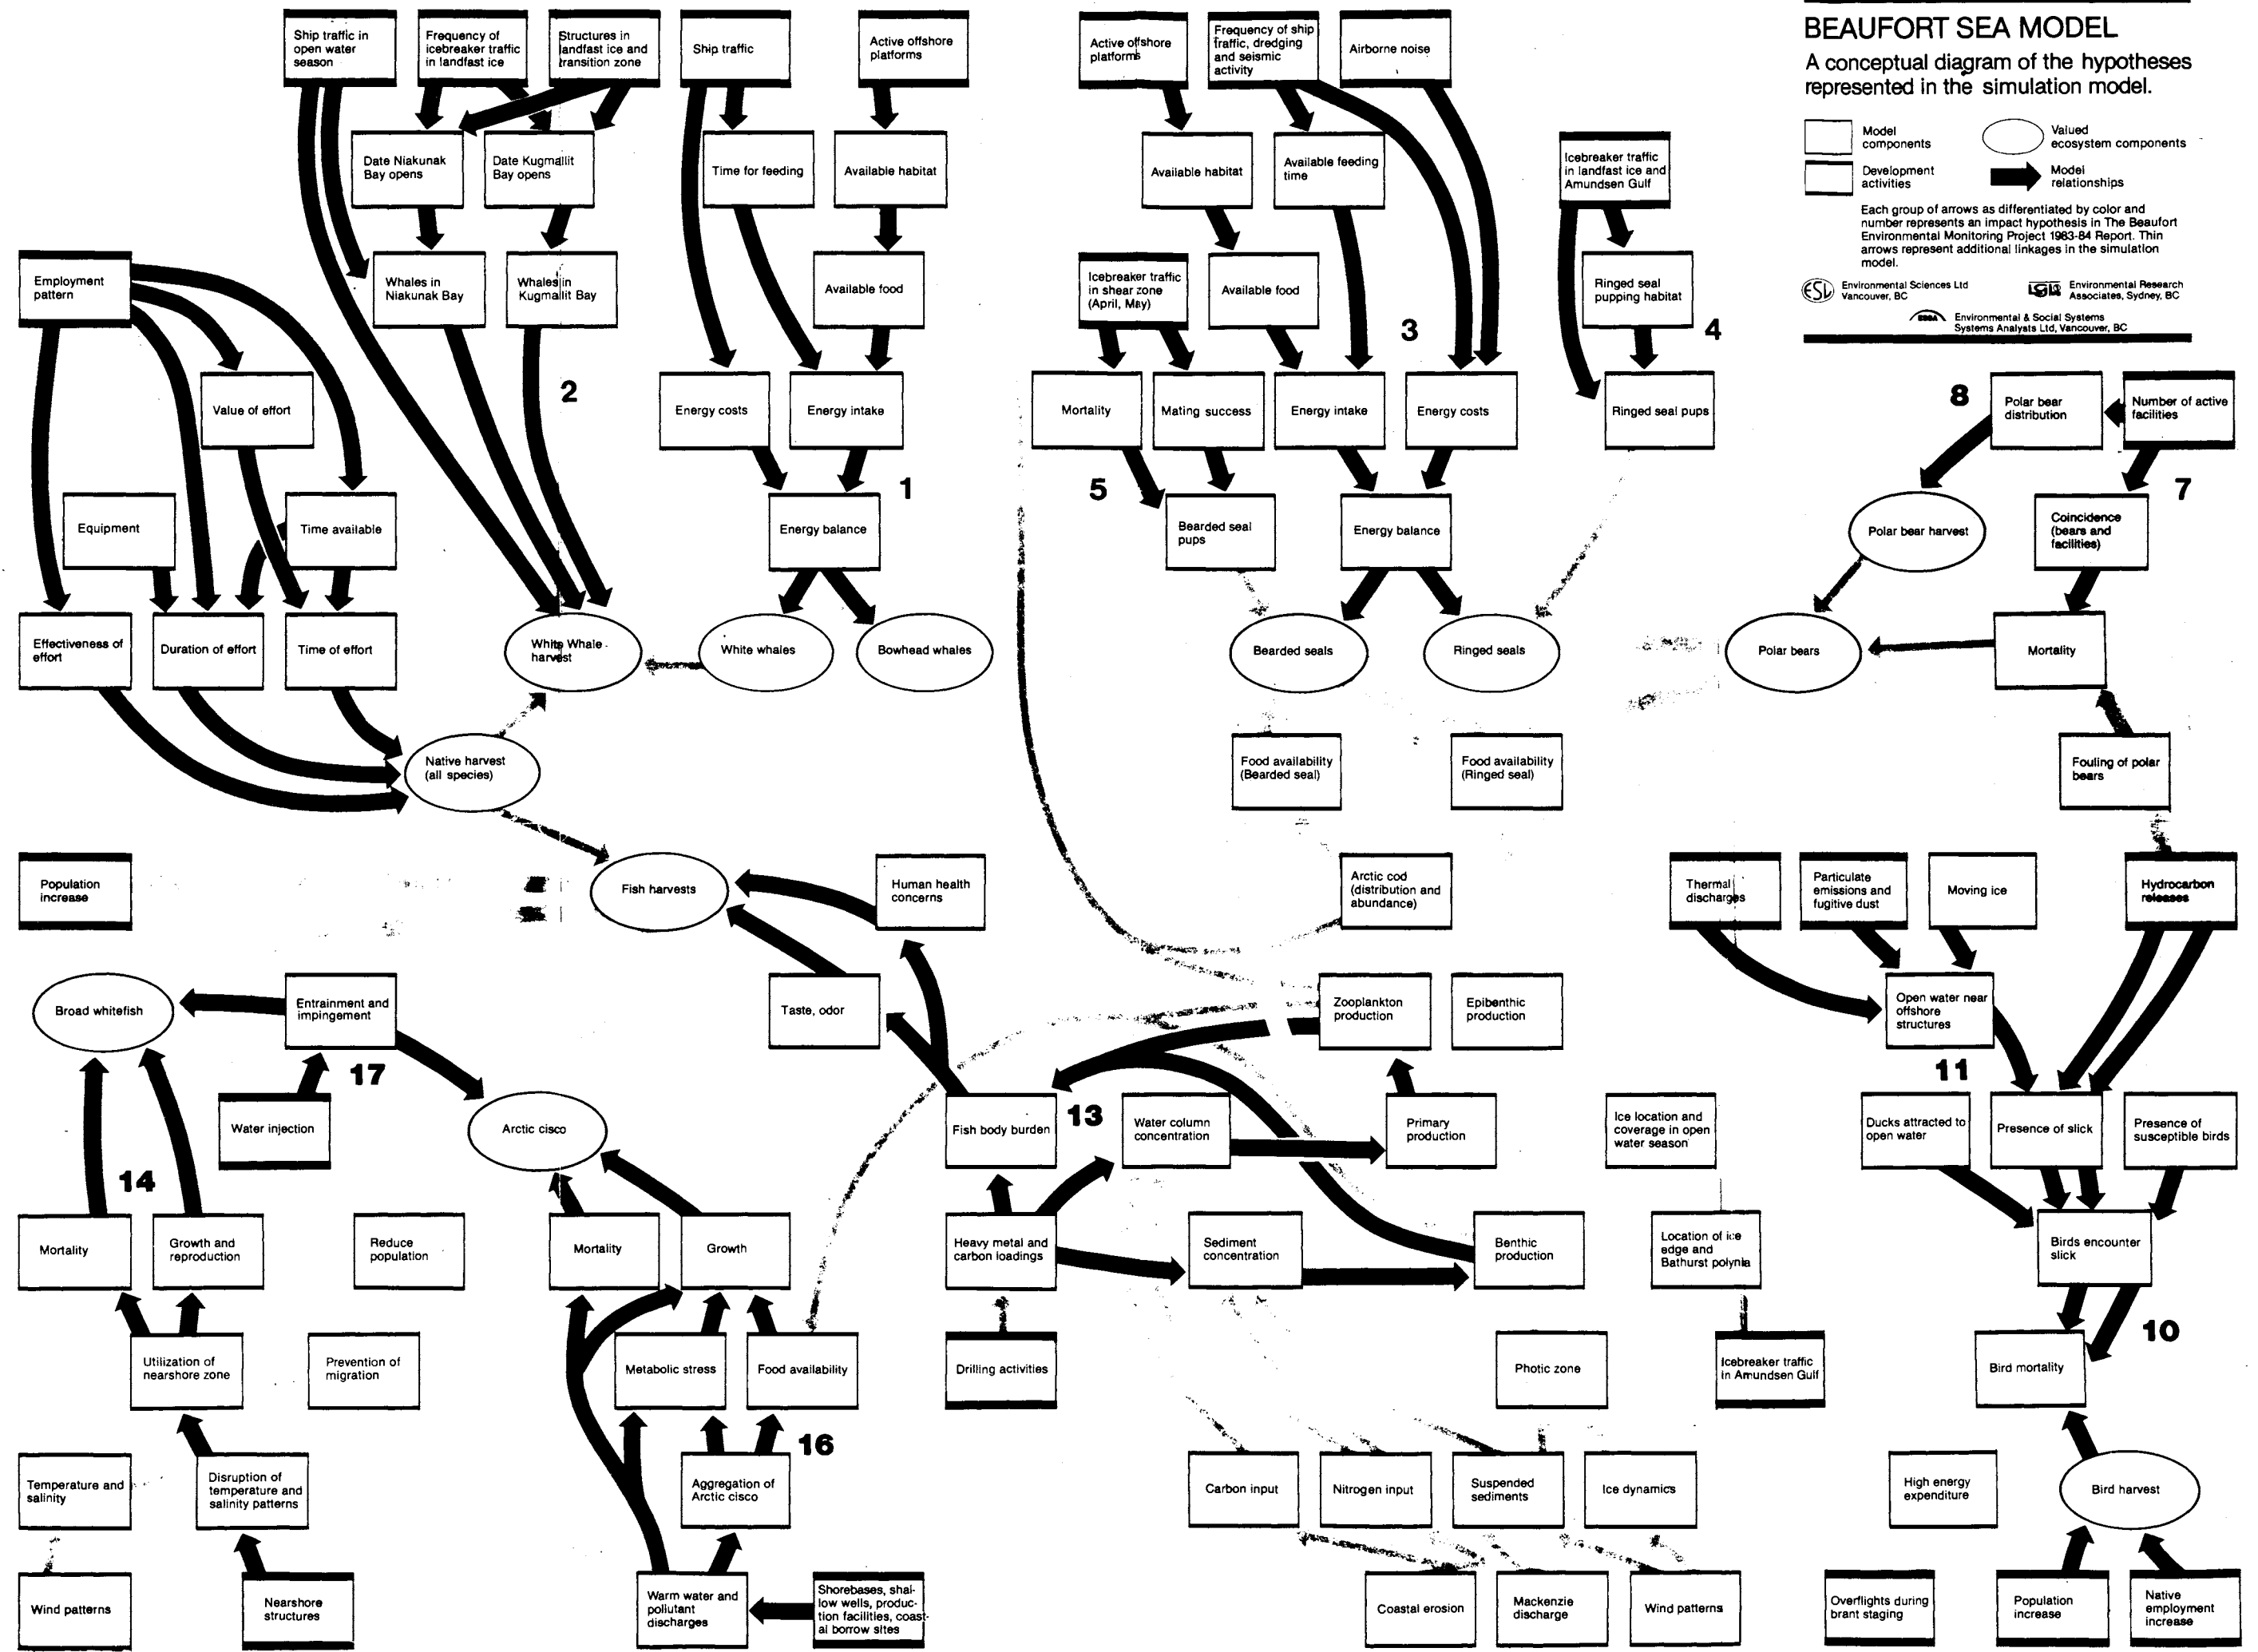 BEAUFORT SEA MODEL
A conceptual diagram of the hypotheses
represented in the simulation model.
Model
components
Valued
ecosystem components
Development
activities
Model
relationships
Each group of arrows as differentiated by color and
number represents an impact hypothesis in The Beaufort
Environmental Monitoring Project 1983-84 Report. Thin
arrows represent additional linkages in the simulation
model.
ESL
Environmental Sciences Ltd
Vancouver, BC
LGL
Environmental Research
Associates, Sydney, BC
ESSA
Environmental & Social Systems
Systems Analysts Ltd, Vancouver, BC
Ship traffic in
open water
season
Frequency of
icebreaker traffic
in landfast ice
Structures in
landfast ice and
transition zone
Ship traffic
Active offshore
platforms
Active offshore
platforms
Frequency of ship
traffic, dredging
and seismic
activity
Airborne noise
Date Niakunak
Bay opens
Date Kugmallit
Bay opens
Time for feeding
Available habitat
Available habitat
Available feeding
time
Icebreaker traffic
in landfast ice and
Amundsen Gulf
Employment
pattern
Whales in
Niakunak Bay
Whales in
Kugmallit Bay
Available food
Icebreaker traffic
in shear zone
(April, May)
Available food
Ringed seal
pupping habitat
3
4
Value of effort
2
Energy costs
Energy intake
Mortality
Mating success
Energy intake
Energy costs
Ringed seal pups
8
Polar bear
distribution
Number of active
facilities
1
5
7
Equipment
Time available
Energy balance
Bearded seal
pups
Energy balance
Polar bear harvest
Coincidence
(bears and
facilities)
Effectiveness of
effort
Duration of effort
Time of effort
White Whale
harvest
White whales
Bowhead whales
Bearded seals
Ringed seals
Polar bears
Mortality
Native harvest
(all species)
Food availability
(Bearded seal)
Food availability
(Ringed seal)
Fouling of polar
bears
Population
increase
Fish harvests
Human health
concerns
Arctic cod
(distribution and
abundance)
Thermal
discharges
Particulate
emissions and
fugitive dust
Moving ice
Hydrocarbon
releases
Broad whitefish
Entrainment and
impingement
Taste, odor
Zooplankton
production
Epibenthic
production
Open water near
offshore
structures
17
11
Water injection
Arctic cisco
Fish body burden
13
Water column
concentration
Primary
production
Ice location and
coverage in open
water season
Ducks attracted to
open water
Presence of slick
Presence of
susceptible birds
14
Mortality
Growth and
reproduction
Reduce
population
Mortality
Growth
Heavy metal and
carbon loadings
Sediment
concentration
Benthic
production
Location of ice
edge and
Bathurst polynia
Birds encounter
slick
10
Utilization of
nearshore zone
Prevention of
migration
Metabolic stress
Food availability
Drilling activities
Photic zone
Icebreaker traffic
in Amundsen Gulf
Bird mortality
16
Temperature and
salinity
Disruption of
temperature and
salinity patterns
Aggregation of
Arctic cisco
Carbon input
Nitrogen input
Suspended
sediments
Ice dynamics
High energy
expenditure
Bird harvest
Wind patterns
Nearshore
structures
Warm water and
pollutant
discharges
Shorebases, shal-
low wells, produc-
tion facilities, coast-
al borrow sites
Coastal erosion
Mackenzie
discharge
Wind patterns
Overflights during
brant staging
Population
increase
Native
employment
increase